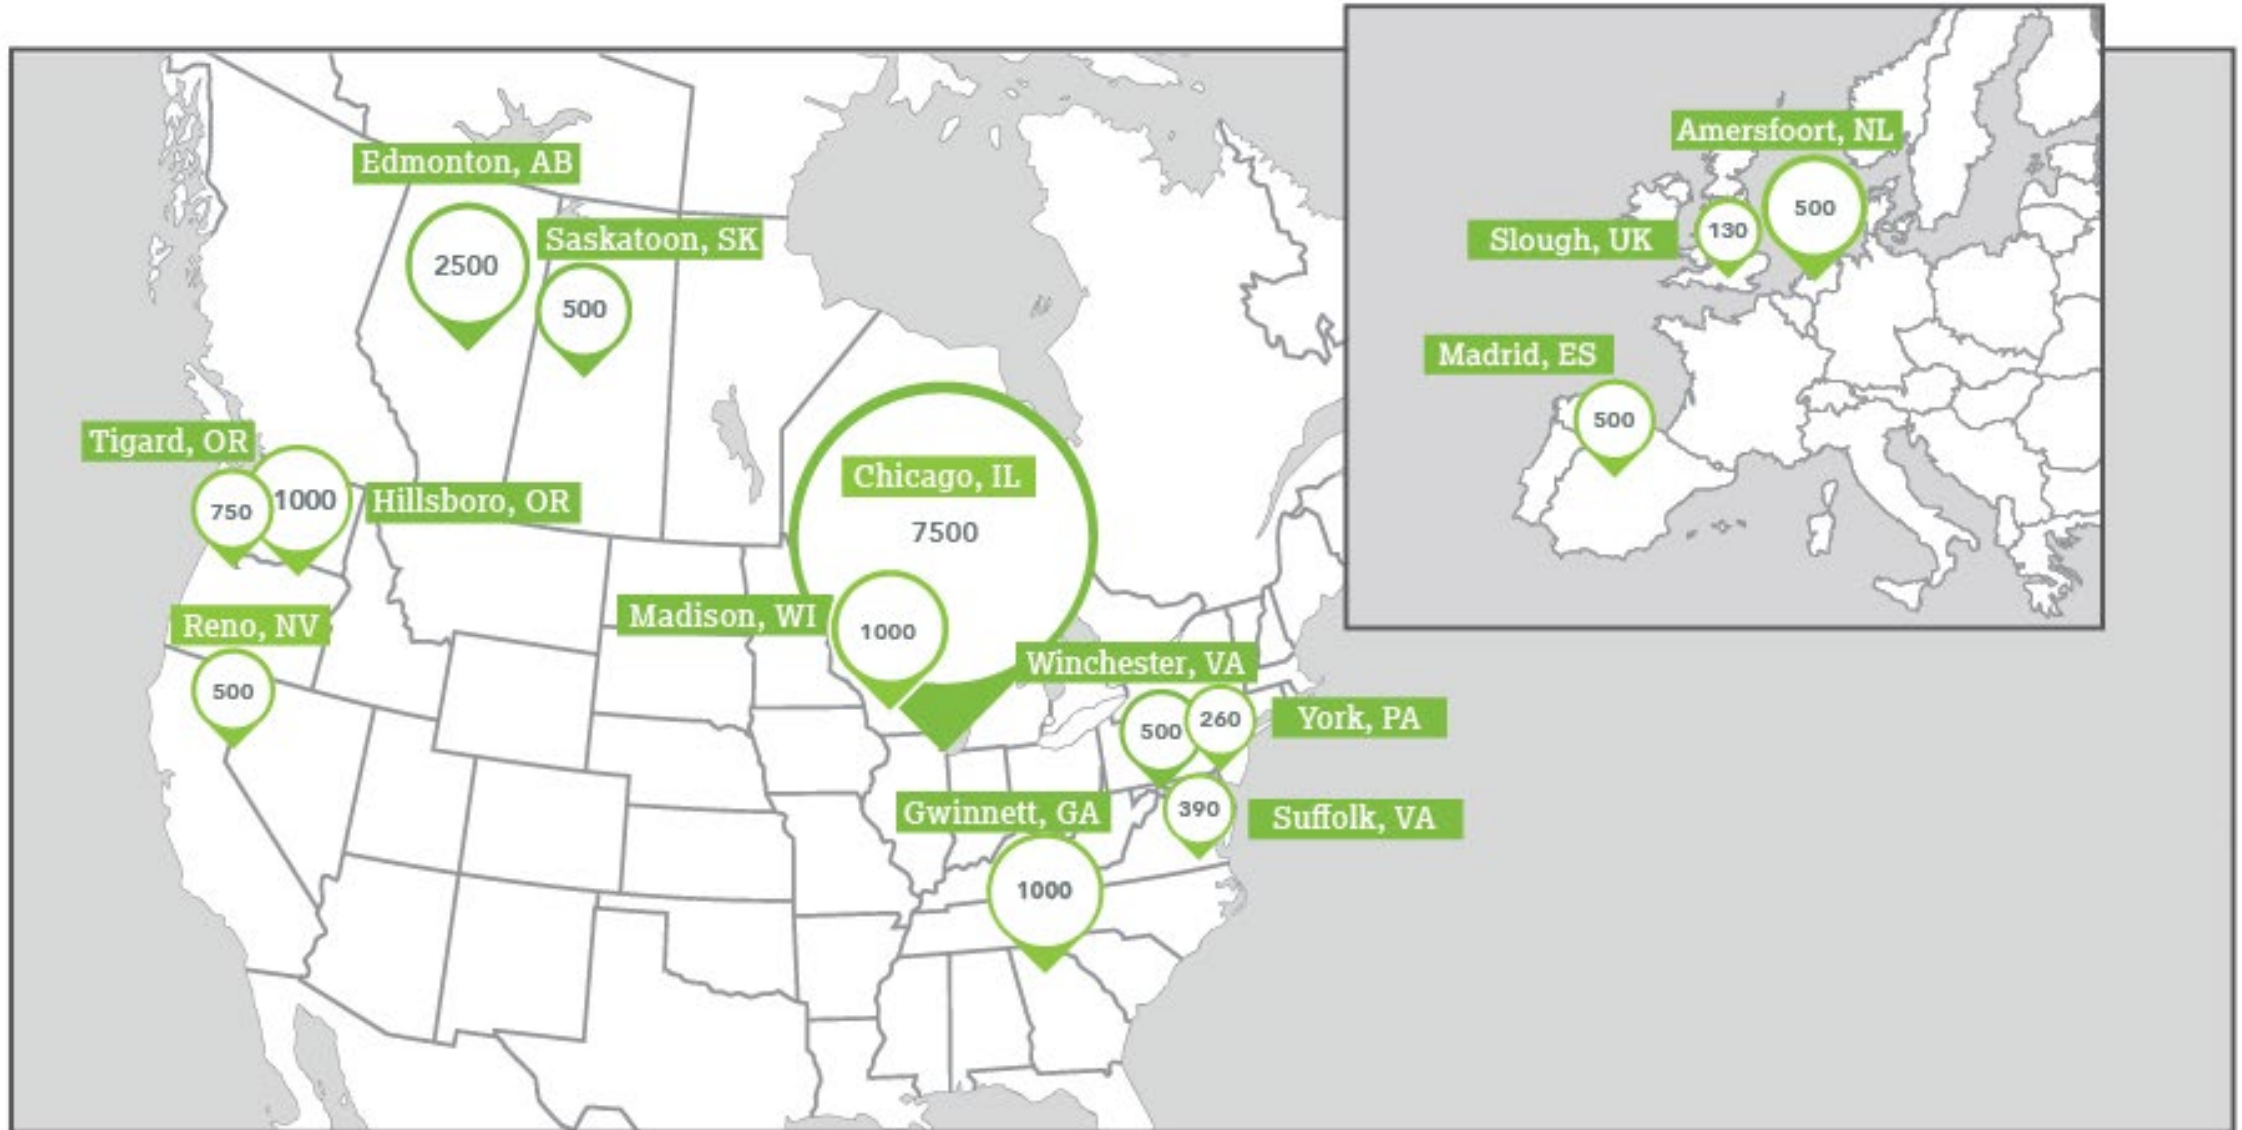 Amersfoort, NL
500
Slough, UK
130
Madrid, ES
500
Edmonton, AB
2500
Saskatoon, SK
500
Tigard, OR
750
1000
Hillsboro, OR
Chicago, IL
7500
Madison, WI
1000
Reno, NV
500
Winchester, VA
500
260
York, PA
Gwinnett, GA
1000
390
Suffolk, VA